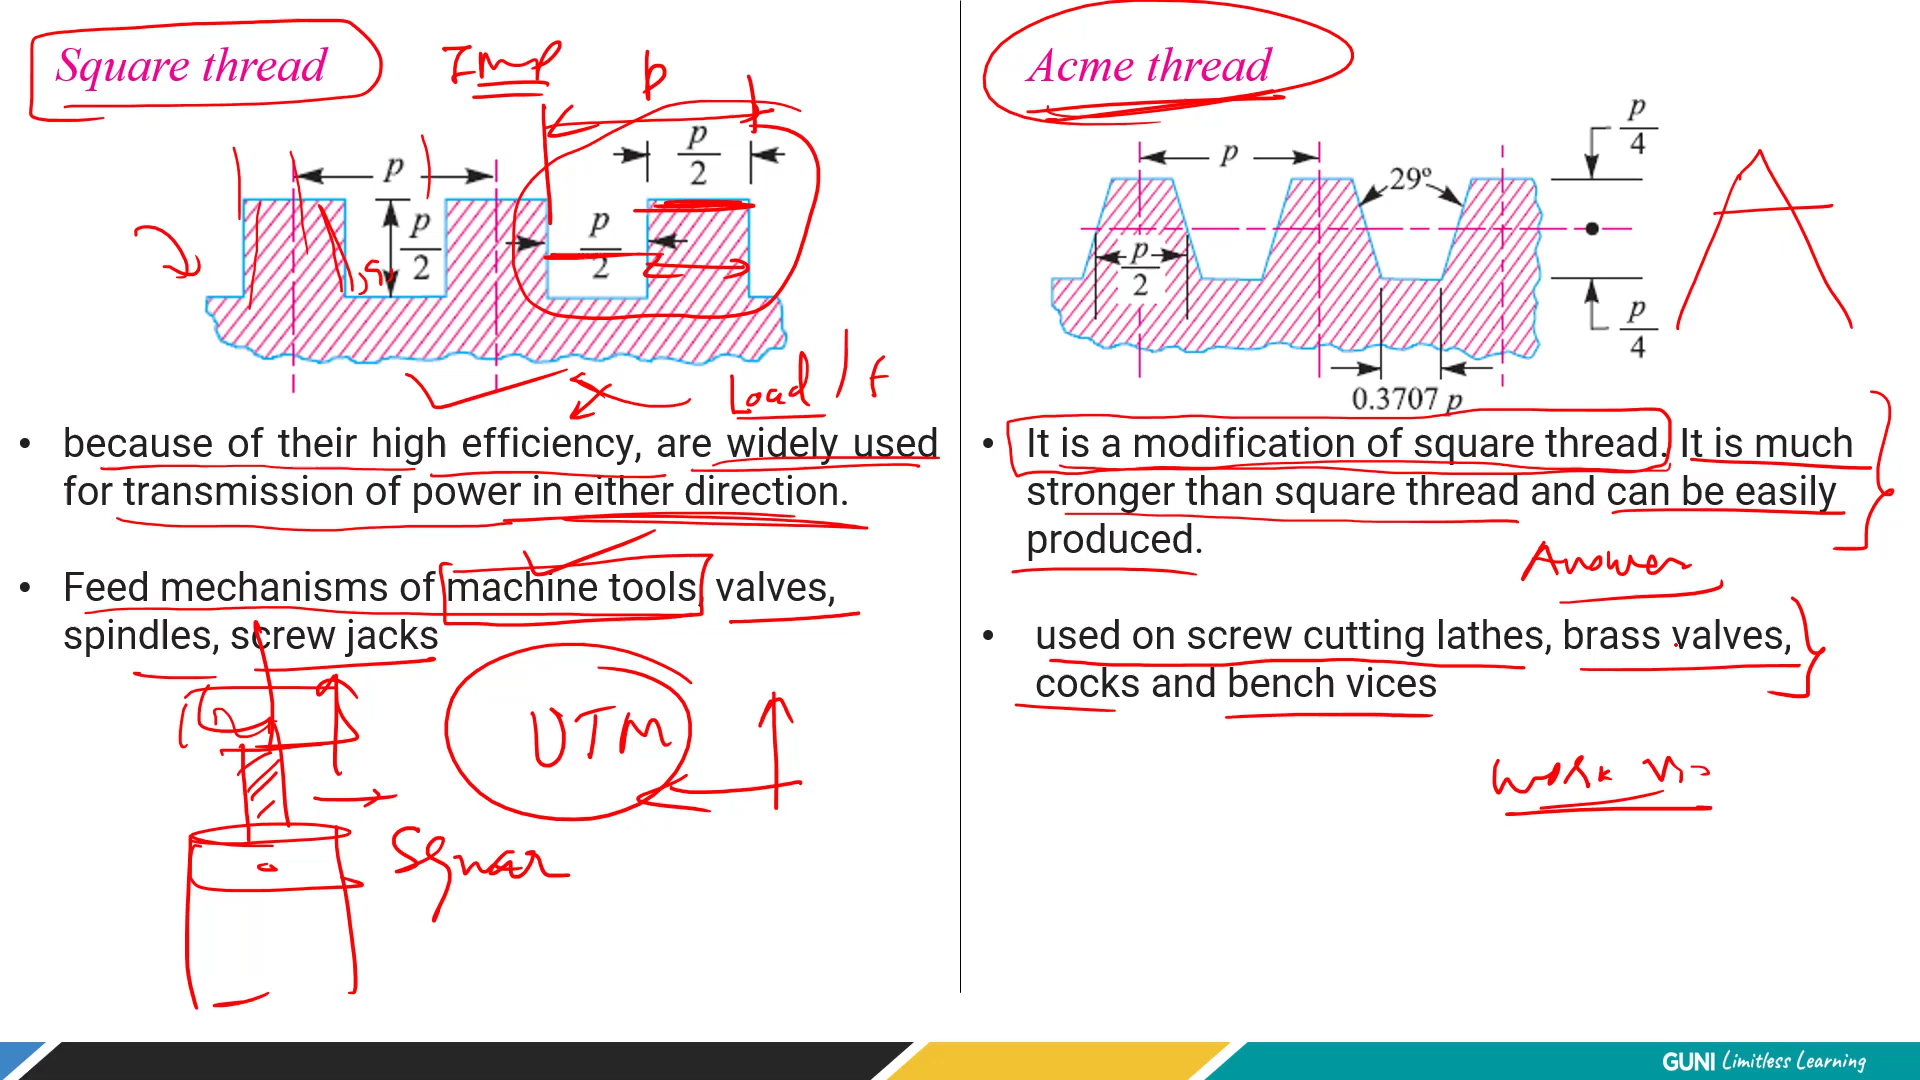 Square thread
Imp
p
p
p/2
p/2
p/2
Load / F
• because of their high efficiency, are widely used
for transmission of power in either direction.
• Feed mechanisms of machine tools, valves,
spindles, screw jacks
UTM
Acme thread
p
29°
p/4
A
p/2
p/4
0.3707 p
• It is a modification of square thread. It is much
stronger than square thread and can be easily
produced.
• used on screw cutting lathes, brass valves,
cocks and bench vices
Work
GUNI Limitless Learning